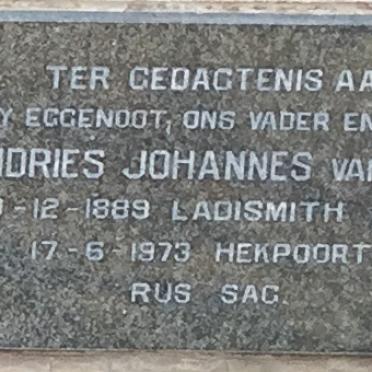 TER GEDAGTENIS AA
Y EGGENOOT, ONS VADER EN
DRIES JOHANNES VA
-12-1889 LADISMITH
17-6-1973 HEKPOORT
RUS SAG.